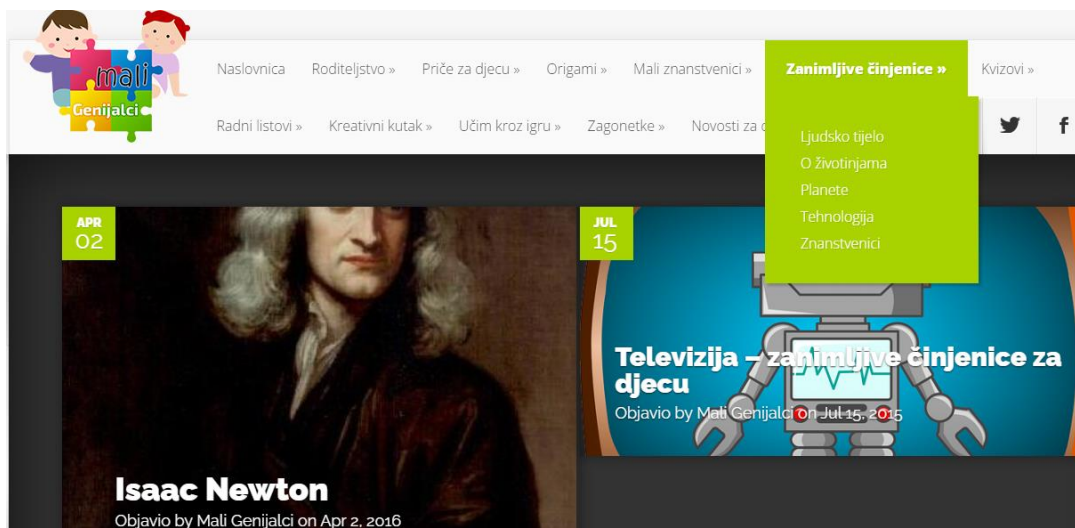 mali
Genijalci
Naslovnica Roditeljstvo » Priče za djecu » Origami » Mali znanstvenici » Zanimljive činjenice » Kvizovi »
Radni listovi » Kreativni kutak » Učim kroz igru » Zagonetke » Novosti za
Ljudsko tijelo
O životinjama
Planete
Tehnologija
Znanstvenici
APR
02
JUL
15
Televizija – zanimljive činjenice za
djecu
Objavio by Mali Genijalci on Jul 15, 2015
Isaac Newton
Objavio by Mali Genijalci on Apr 2, 2016